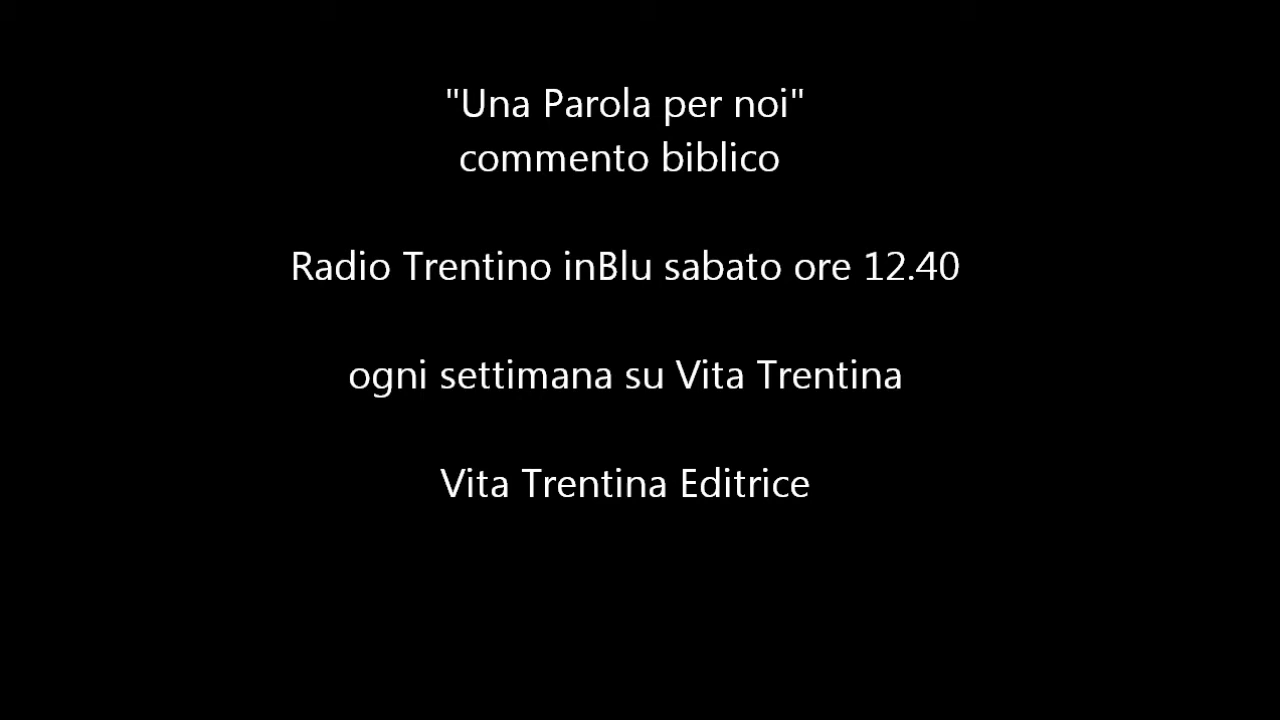 "Una Parola per noi"
commento biblico
Radio Trentino inBlu sabato ore 12.40
ogni settimana su Vita Trentina
Vita Trentina Editrice